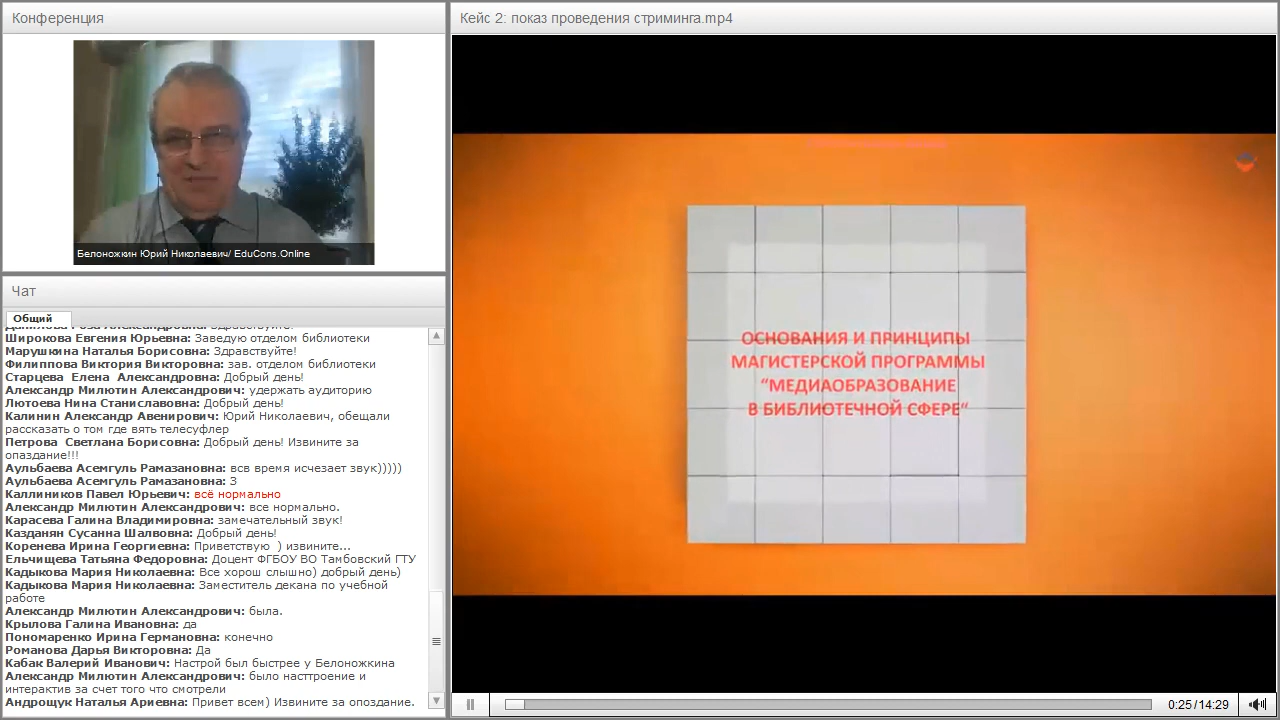 Конференция
Белоножкин Юрий Николаевич/ EduCons.Online
Чат
Общий
Широкова Евгения Юрьевна: Заведую отделом библиотеки
Марушкина Наталья Борисовна: Здравствуйте!
Филиппова Виктория Викторовна: зав. отделом библиотеки
Старцева Елена Александровна: Добрый день!
Александр Милютин Александрович: удержать аудиторию
Лютоева Нина Станиславовна: Добрый день!
Калинин Александр Авенирович: Юрий Николаевич, обещали
рассказать о том где вять телесуфлер
Петрова Светлана Борисовна: Добрый день! Извините за
опаздание!!!
Аульбаева Асемгуль Рамазановна: всв время исчезает звук)))))
Аульбаева Асемгуль Рамазановна: З
Каллиников Павел Юрьевич: всё нормально
Александр Милютин Александрович: все нормально.
Карасева Галина Владимировна: замечательный звук!
Казданян Сусанна Шалвовна: Добрый день!
Коренева Ирина Георгиевна: Приветствую ) извините...
Ельчищева Татьяна Федоровна: Доцент ФГБОУ ВО Тамбовский ГТУ
Кадыкова Мария Николаевна: Все хорош слышно) добрый день)
Кадыкова Мария Николаевна: Заместитель декана по учебной
работе
Александр Милютин Александрович: была.
Крылова Галина Ивановна: да
Пономаренко Ирина Германовна: конечно
Романова Дарья Викторовна: Да
Кабак Валерий Иванович: Настрой был быстрее у Белоножкина
Александр Милютин Александрович: было насттроение и
интерактив за счет того что смотрели
Андрощук Наталья Ариевна: Привет всем) Извините за опоздание.
Кейс 2: показ проведения стриминга.mp4
ОСНОВАНИЯ И ПРИНЦИПЫ
МАГИСТЕРСКОЙ ПРОГРАММЫ
“МЕДИАОБРАЗОВАНИЕ
В БИБЛИОТЕЧНОЙ СФЕРЕ“
0:25/14:29